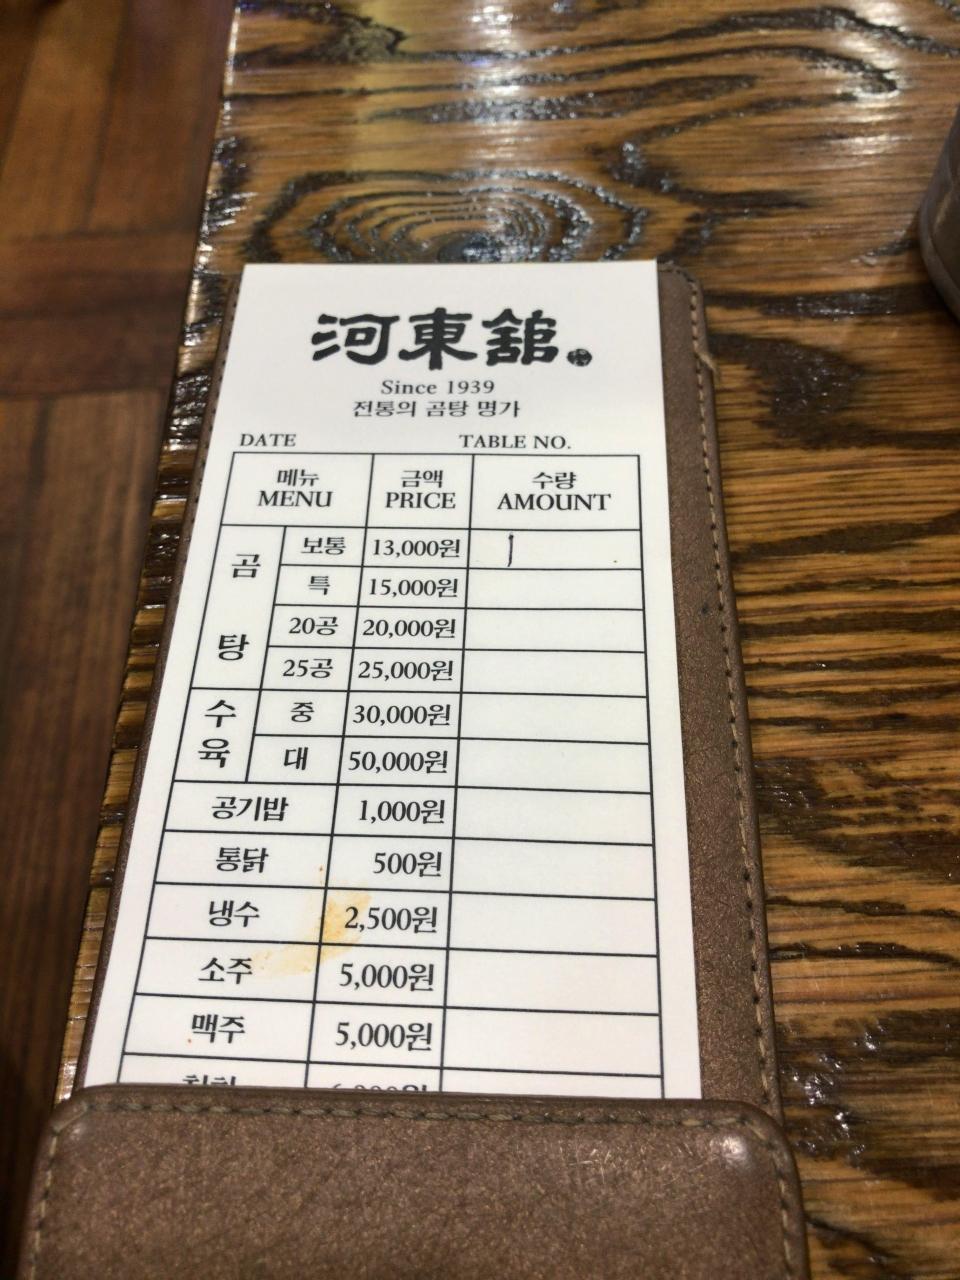 河東館
Since 1939
전통의 곰탕 명가
DATE TABLE NO.
메뉴 금액 수량
MENU PRICE AMOUNT
곰탕 보통 13,000원 |
특 15,000원
20공 20,000원
25공 25,000원
수육 중 30,000원
대 50,000원
공기밥 1,000원
통닭 500원
냉수 2,500원
소주 5,000원
맥주 5,000원